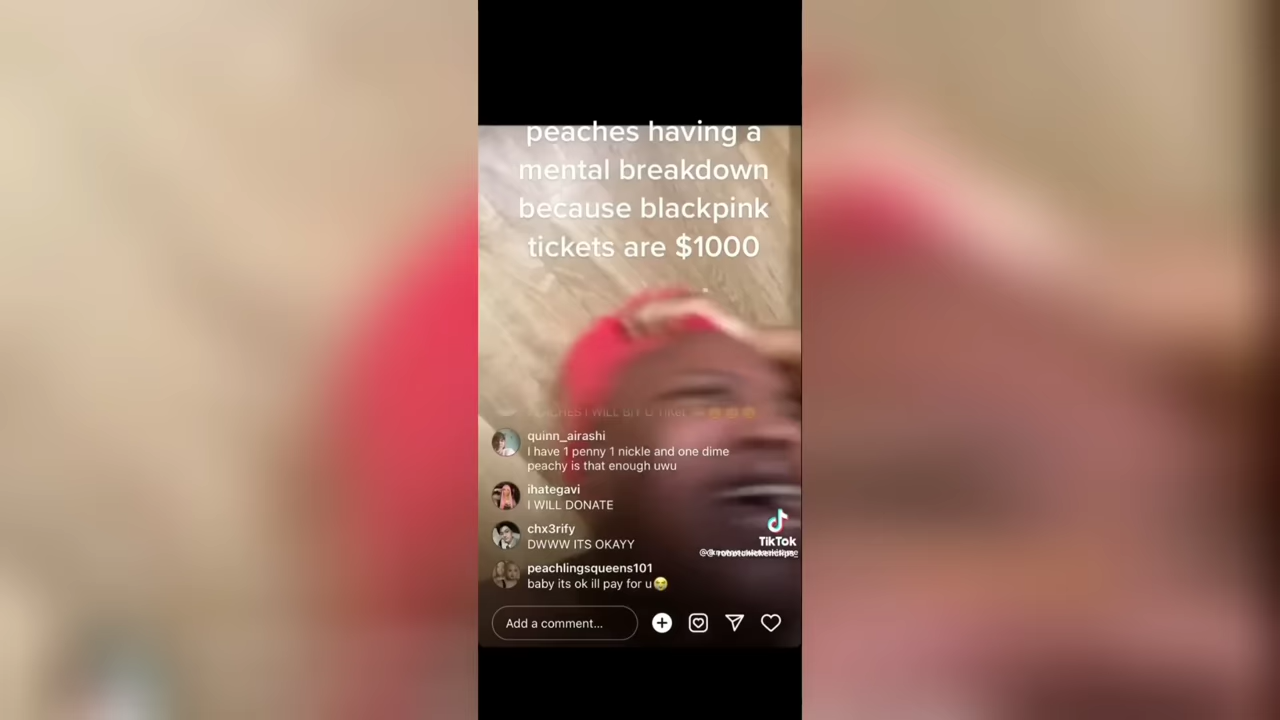 peaches having a
mental breakdown
because blackpink
tickets are $1000
I WILL
quinn_airashi
I have 1 penny 1 nickle and one dime
peachy is that enough uwu
ihategavi
I WILL DONATE
chx3rify
DWWW ITS OKAYY
peachlingsqueens101
baby its ok ill pay for u😭
Add a comment...
TikTok